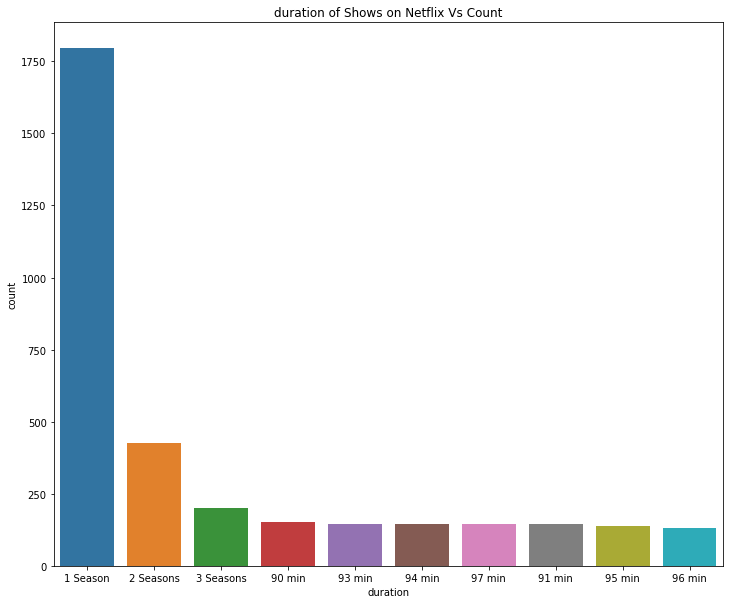 duration of Shows on Netflix Vs Count
1750
1500
1250
1000
750
500
250
0
count
1 Season 2 Seasons 3 Seasons 90 min 93 min 94 min 97 min 91 min 95 min 96 min
duration